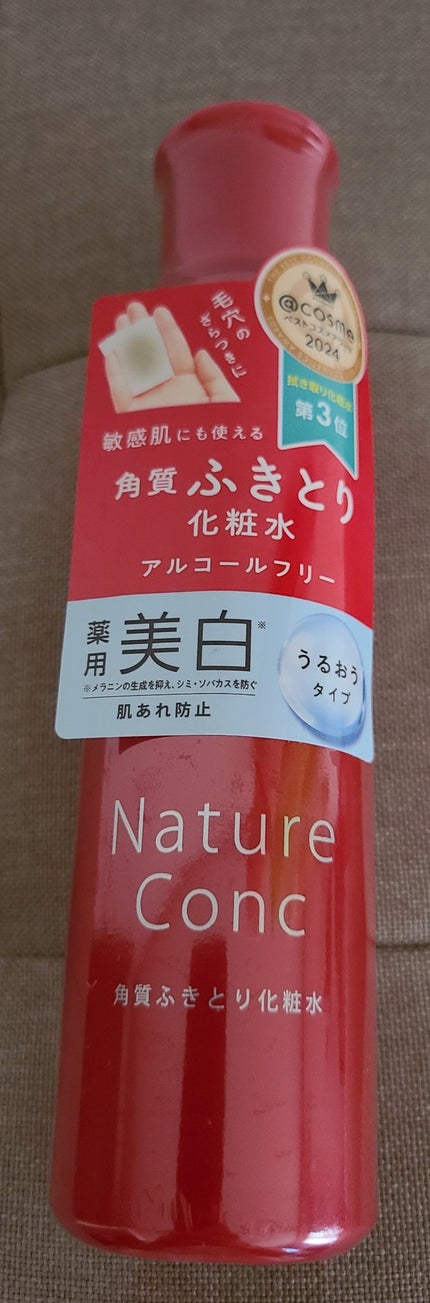 毛穴の
ざらつきに
@cosme
ベストコスメアワード
2024
拭き取り化粧水
第3位
敏感肌にも使える
角質ふきとり
化粧水
アルコールフリー
薬用 美白※
※メラニンの生成を抑え、シミ・ソバカスを防ぐ
肌あれ防止
うるおう
タイプ
Nature
Conc
角質ふきとり化粧水